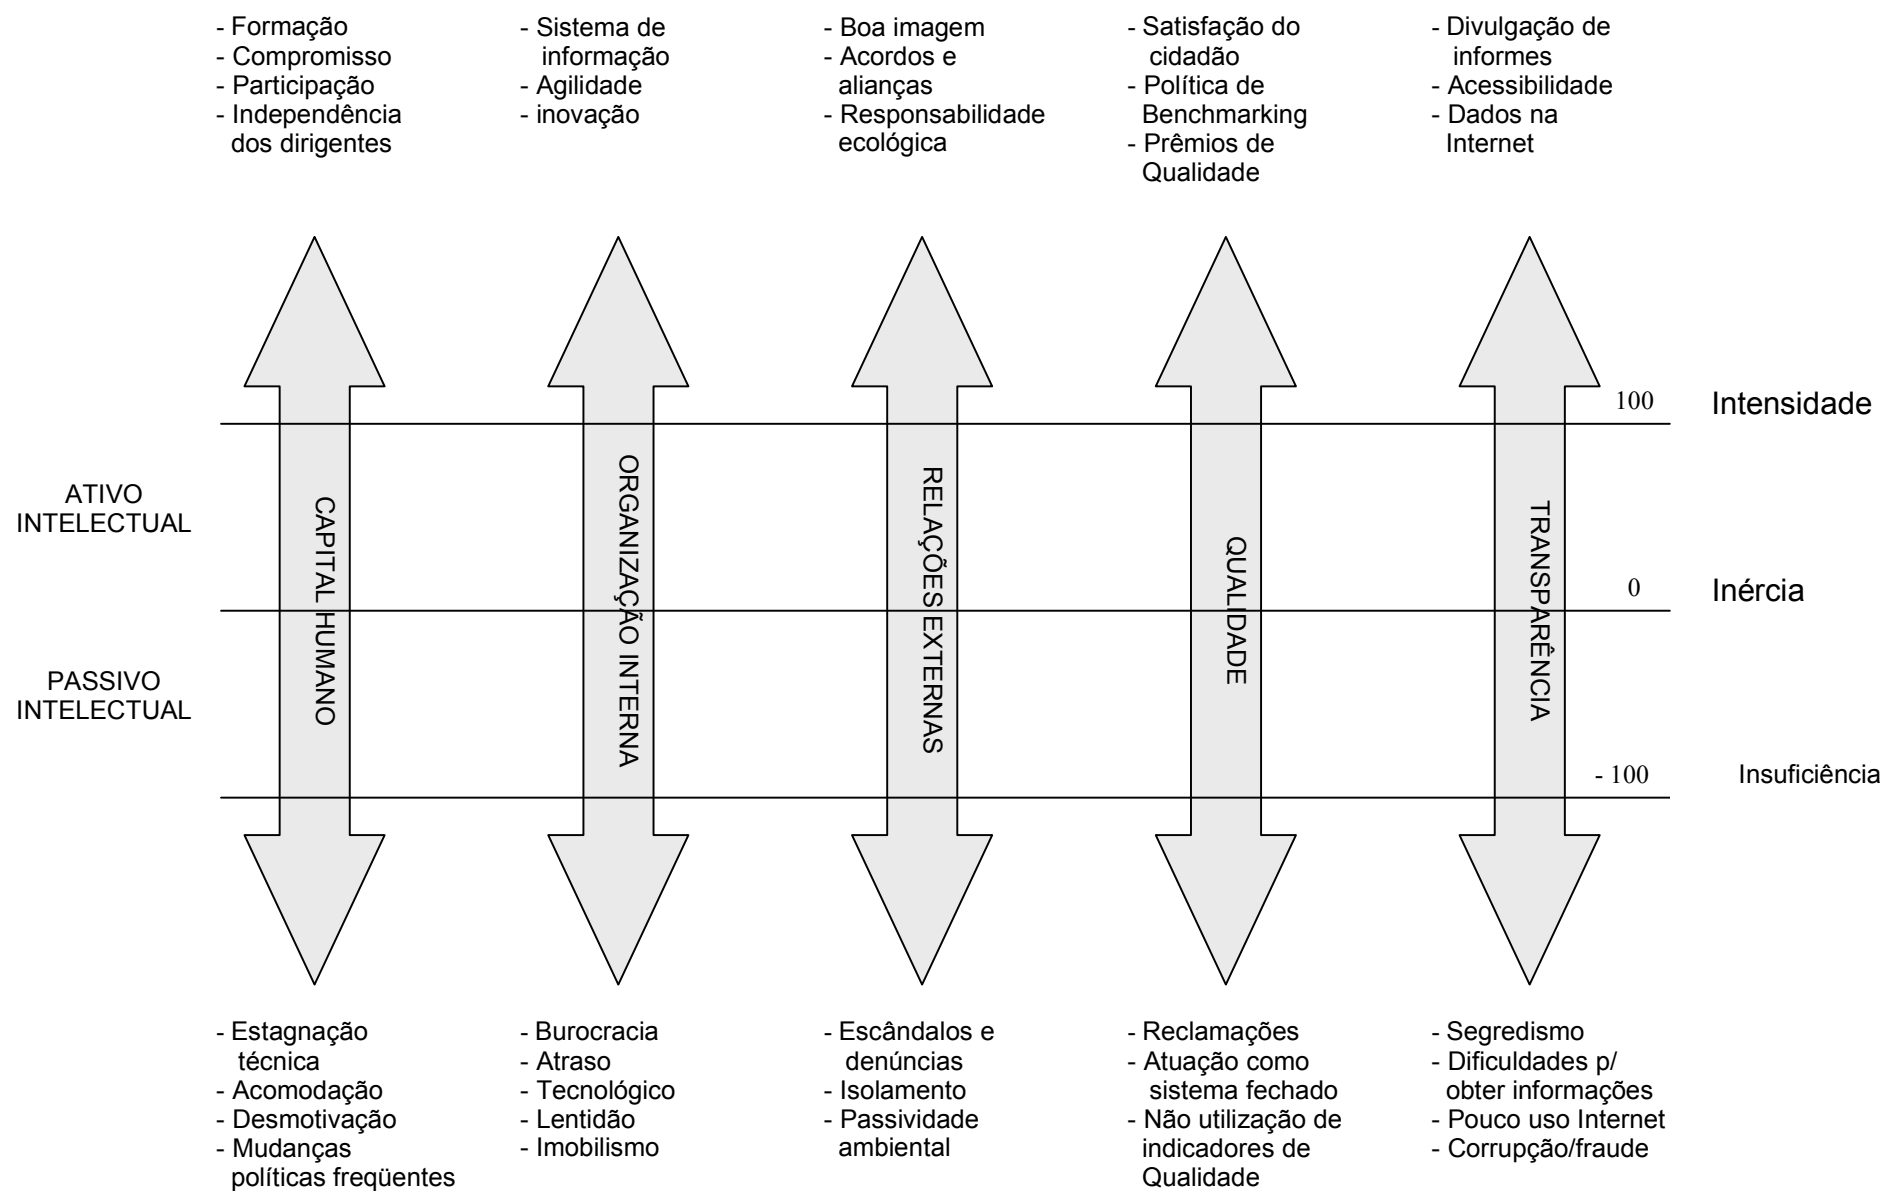 - Formação
- Compromisso
- Participação
- Independência
dos dirigentes
- Sistema de
informação
- Agilidade
- inovação
- Boa imagem
- Acordos e
alianças
- Responsabilidade
ecológica
- Satisfação do
cidadão
- Política de
Benchmarking
- Prêmios de
Qualidade
- Divulgação de
informes
- Acessibilidade
- Dados na
Internet
100
Intensidade
ATIVO
INTELECTUAL
CAPITAL HUMANO
ORGANIZAÇÃO INTERNA
RELAÇÕES EXTERNAS
QUALIDADE
TRANSPARÊNCIA
0
Inércia
PASSIVO
INTELECTUAL
- 100
Insuficiência
- Estagnação
técnica
- Acomodação
- Desmotivação
- Mudanças
políticas freqüentes
- Burocracia
- Atraso
- Tecnológico
- Lentidão
- Imobilismo
- Escândalos e
denúncias
- Isolamento
- Passividade
ambiental
- Reclamações
- Atuação como
sistema fechado
- Não utilização de
indicadores de
Qualidade
- Segredismo
- Dificuldades p/
obter informações
- Pouco uso Internet
- Corrupção/fraude